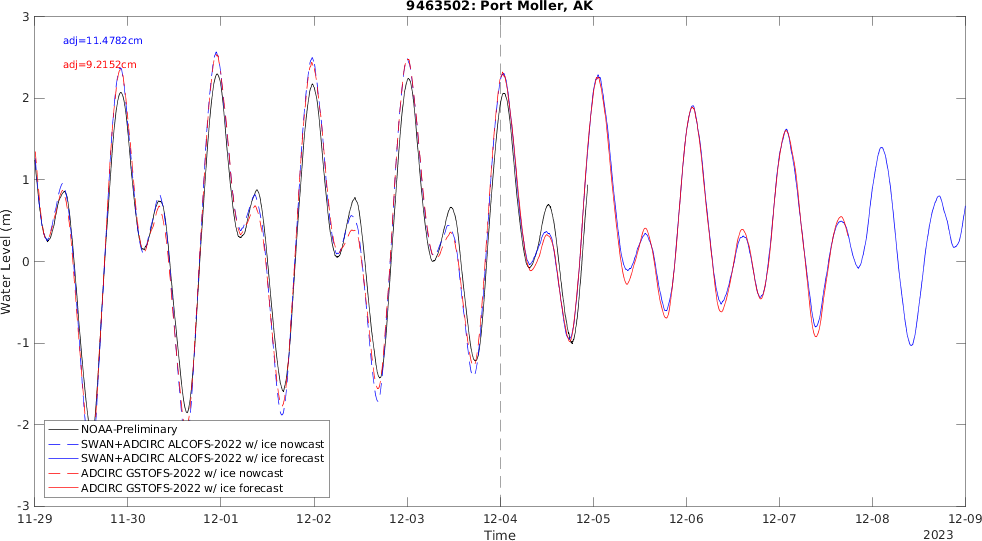 9463502: Port Moller, AK
adj=11.4782cm
adj=9.2152cm
Water Level (m)
3
2
1
0
-1
-2
-3
NOAA-Preliminary
SWAN+ADCIRC ALCOFS-2022 w/ ice nowcast
SWAN+ADCIRC ALCOFS-2022 w/ ice forecast
ADCIRC GSTOFS-2022 w/ ice nowcast
ADCIRC GSTOFS-2022 w/ ice forecast
11-29 11-30 12-01 12-02 12-03 12-04 12-05 12-06 12-07 12-08 12-09
Time
2023